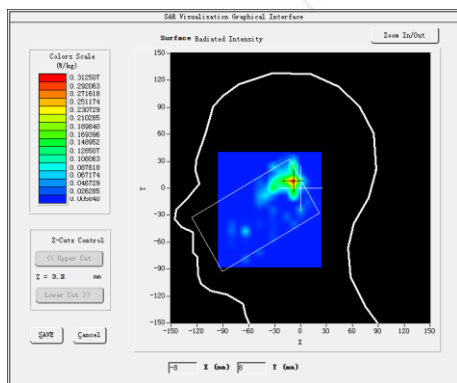 SAR Visualisation Graphical Interface
Surface Radiated Intensity
Zoom In/Out
Colors Scale
(W/kg)
0.312507
0.292063
0.271618
0.251174
0.230729
0.210285
0.189840
0.169396
0.148952
0.128507
0.108063
0.087618
0.067174
0.046729
0.026285
0.005840
Z-Cuts Control
<< Upper Cut
Z = 3.2 mm
Lower Cut >>
SAVE Cancel
150
120
90
60
30
Y 0
-30
-60
-90
-120
-150
-150 -120 -90 -60 -30 0 30 60 90 120 150
X
-8 X (mm) 8 Y (mm)